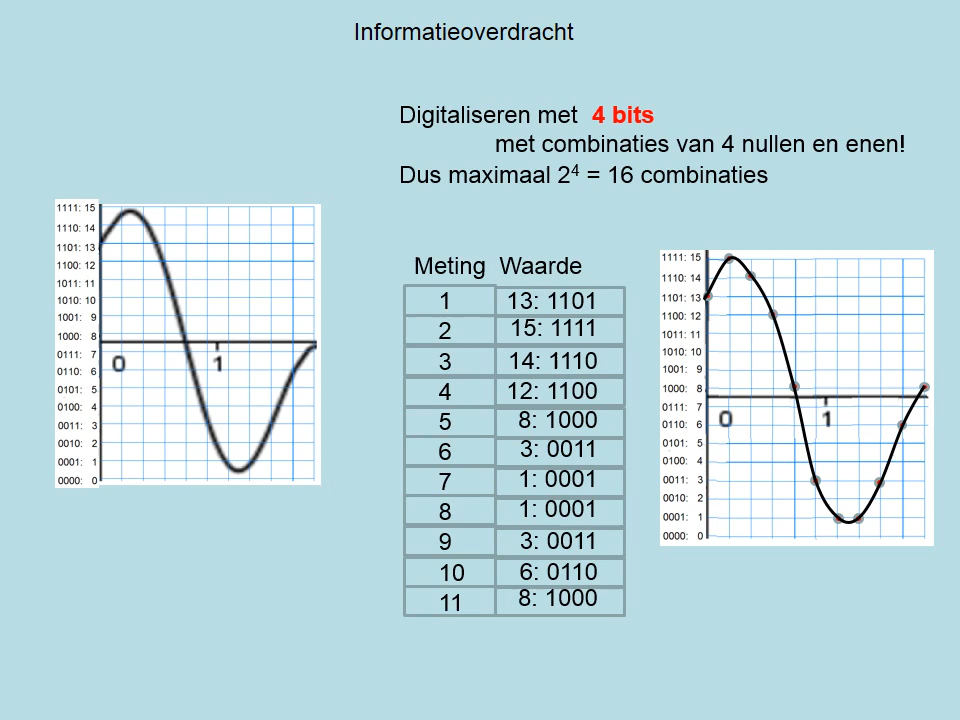 Informatieoverdracht
Digitaliseren met 4 bits
met combinaties van 4 nullen en enen!
Dus maximaal 2⁴ = 16 combinaties
1111: 15
1110: 14
1101: 13
1100: 12
1011: 11
1010: 10
1001: 9
1000: 8
0111: 7
0110: 6
0101: 5
0100: 4
0011: 3
0010: 2
0001: 1
0000: 0
0 1
Meting Waarde
1 13: 1101
2 15: 1111
3 14: 1110
4 12: 1100
5 8: 1000
6 3: 0011
7 1: 0001
8 1: 0001
9 3: 0011
10 6: 0110
11 8: 1000
1111: 15
1110: 14
1101: 13
1100: 12
1011: 11
1010: 10
1001: 9
1000: 8
0111: 7
0110: 6
0101: 5
0100: 4
0011: 3
0010: 2
0001: 1
0000: 0
0 1